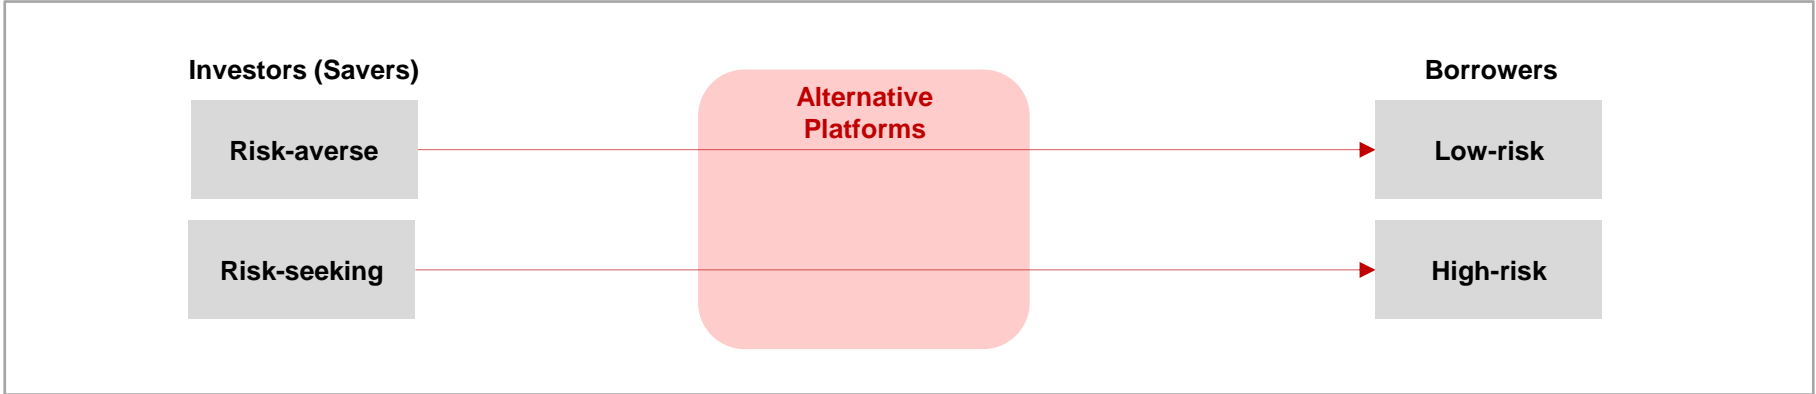 Investors (Savers)
Borrowers
Alternative
Platforms
Risk-averse
Low-risk
Risk-seeking
High-risk